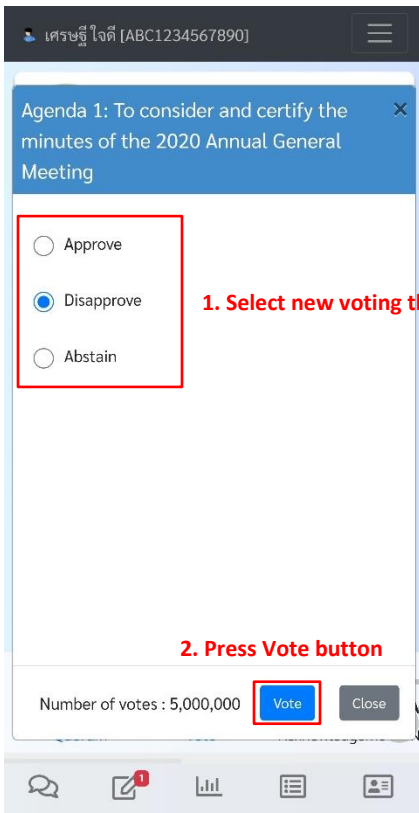 เศรษฐี ใจดี [ABC1234567890]
Agenda 1: To consider and certify the ×
minutes of the 2020 Annual General
Meeting
Approve
Disapprove
1. Select new voting th
Abstain
2. Press Vote button
Number of votes : 5,000,000 Vote Close
1